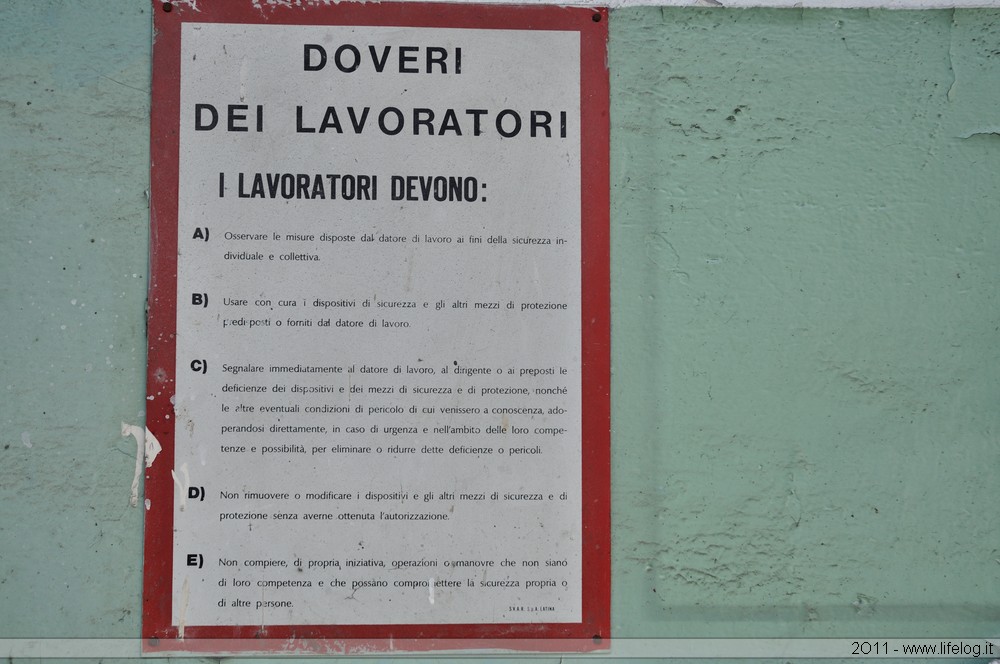 DOVERI
DEI LAVORATORI
I LAVORATORI DEVONO:
A) Osservare le misure disposte dal datore di lavoro ai fini della sicurezza in-
dividuale e collettiva.
B) Usare con cura i dispositivi di sicurezza e gli altri mezzi di protezione
predisposti o forniti dal datore di lavoro.
C) Segnalare immediatamente al datore di lavoro, al dirigente o ai preposti le
deficienze dei dispositivi e dei mezzi di sicurezza e di protezione, nonché
le altre eventuali condizioni di pericolo di cui venissero a conoscenza, ado-
perandosi direttamente, in caso di urgenza e nell'ambito delle loro compe-
tenze e possibilità, per eliminare o ridurre dette deficienze o pericoli.
D) Non rimuovere o modificare i dispositivi e gli altri mezzi di sicurezza e di
protezione senza averne ottenuta l'autorizzazione.
E) Non compiere, di propria iniziativa, operazioni o manovre che non siano
di loro competenza e che possano compromettere la sicurezza propria o
di altre persone.
LATINA
2011 - www.lifelog.it